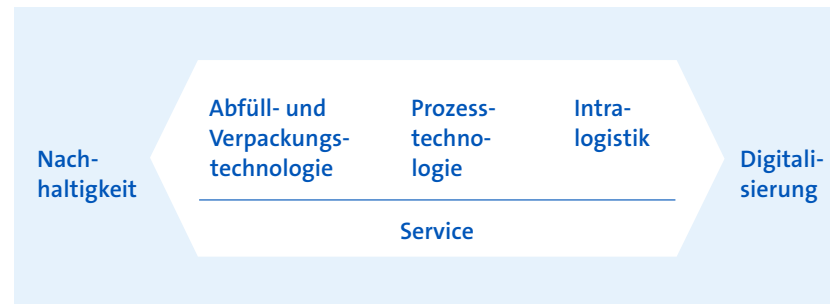 Nach-
haltigkeit
Abfüll- und
Verpackungs-
technologie
Prozess-
techno-
logie
Intra-
logistik
Service
Digitali-
sierung